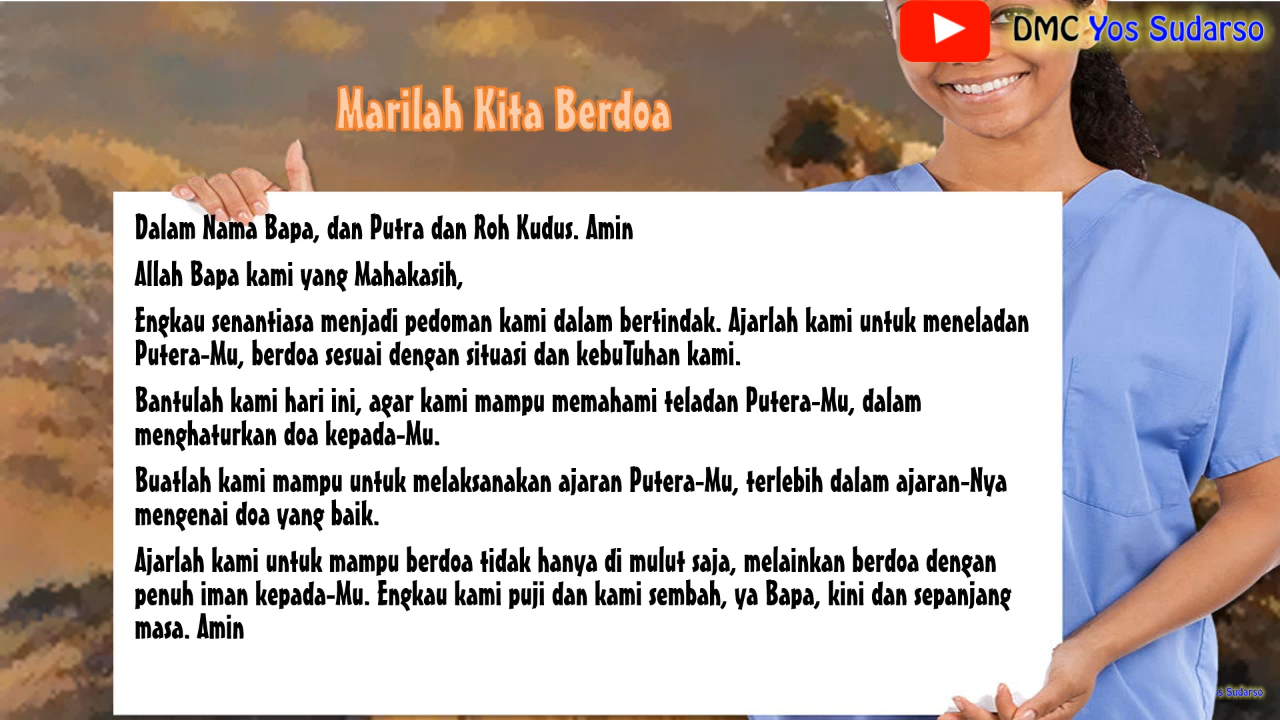 DMC Yos Sudarso
Marilah Kita Berdoa
Dalam Nama Bapa, dan Putra dan Roh Kudus. Amin
Allah Bapa kami yang Mahakasih,
Engkau senantiasa menjadi pedoman kami dalam bertindak. Ajarlah kami untuk meneladan
Putera-Mu, berdoa sesuai dengan situasi dan kebuTuhan kami.
Bantulah kami hari ini, agar kami mampu memahami teladan Putera-Mu, dalam
menghaturkan doa kepada-Mu.
Buatlah kami mampu untuk melaksanakan ajaran Putera-Mu, terlebih dalam ajaran-Nya
mengenai doa yang baik.
Ajarlah kami untuk mampu berdoa tidak hanya di mulut saja, melainkan berdoa dengan
penuh iman kepada-Mu. Engkau kami puji dan kami sembah, ya Bapa, kini dan sepanjang
masa. Amin
s Sudarso